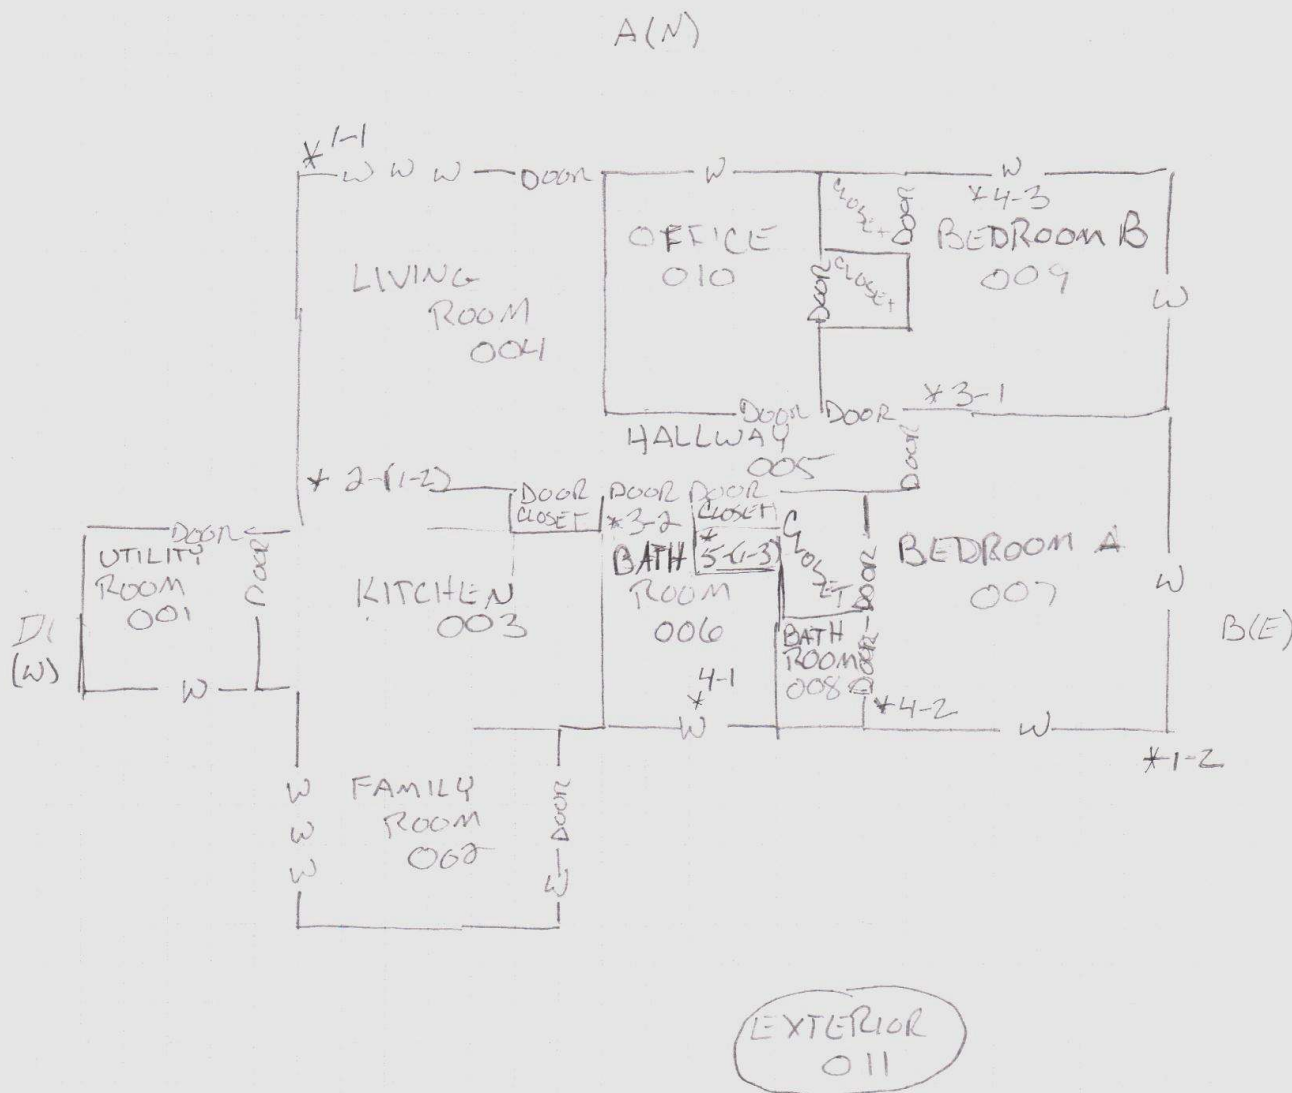 A(N)
*1-1
W W W DOOR
W
W
CLOSET
DOOR
*4-3
OFFICE
010
BEDROOM B
009
LIVING
ROOM
004
DOOR
CLOSET
W
*3-1
DOOR
DOOR
HALLWAY
005
DOOR
*2-(1-2)
DOOR
CLOSET
DOOR
*3-2
DOOR
CLOSET
*
5-(1-3)
CLOSET
DOOR
DOOR
UTILITY
ROOM
001
DOOR
KITCHEN
003
BATH
ROOM
006
BEDROOM A
007
W
(W)
B(E)
BATH
ROOM
008
DOOR
W
4-1
*
W
*4-2
W
*1-2
W
W
W
FAMILY
ROOM
002
DOOR
W
EXTERIOR
011